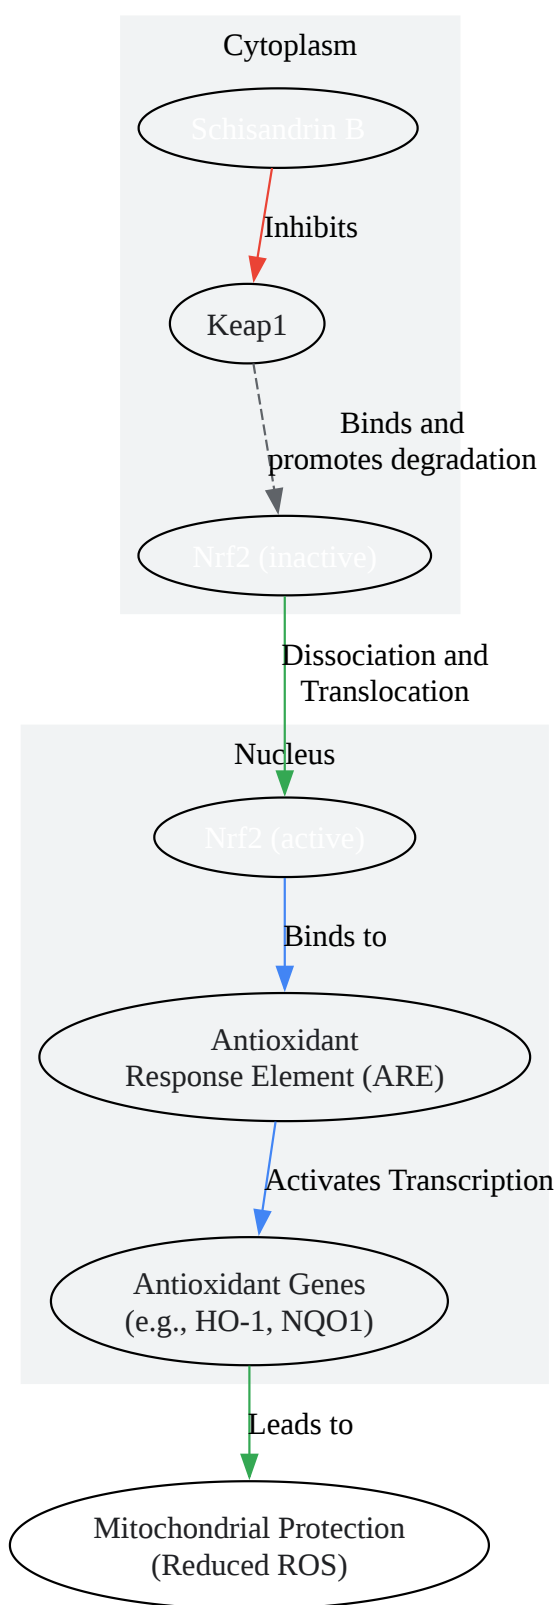 Cytoplasm
Schisandrin B
Inhibits
Keap1
Binds and
promotes degradation
Nrf2 (inactive)
Dissociation and
Translocation
Nucleus
Nrf2 (active)
Binds to
Antioxidant
Response Element (ARE)
Activates Transcription
Antioxidant Genes
(e.g., HO-1, NQO1)
Leads to
Mitochondrial Protection
(Reduced ROS)